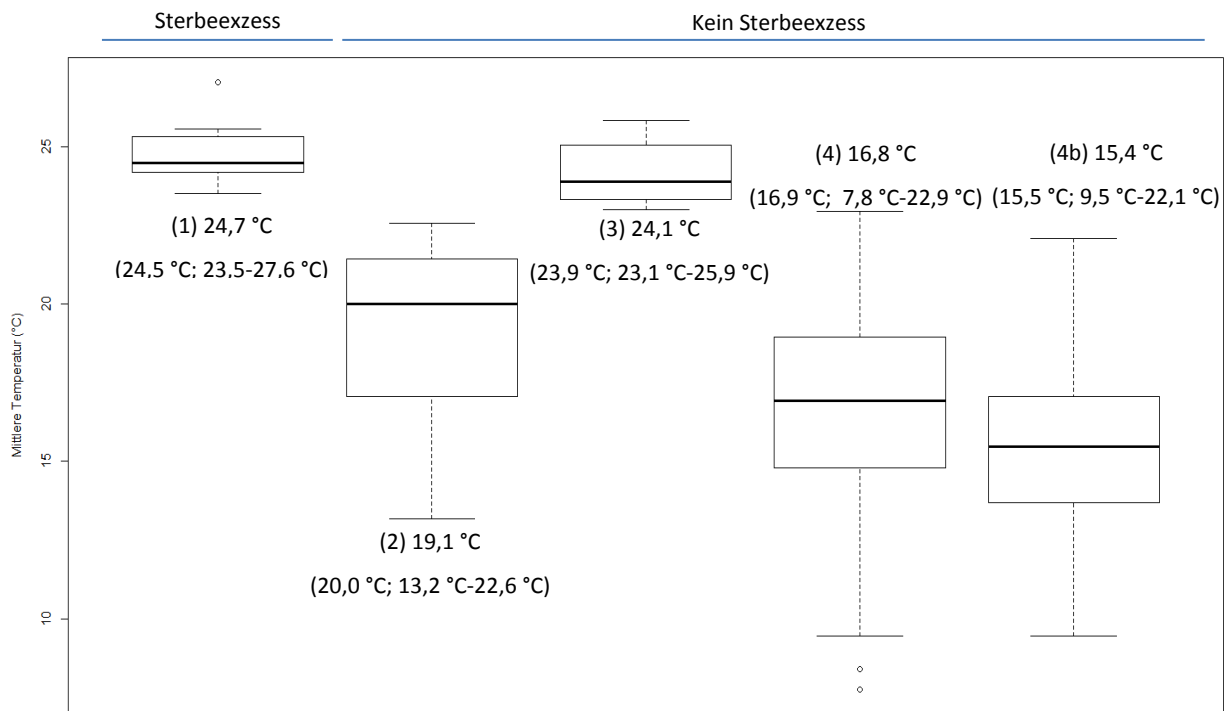 Sterbeexzess
Kein Sterbeexzess
25
20
15
10
Mittlere Temperatur (°C)
(1) 24,7 °C
(24,5 °C; 23,5-27,6 °C)
(2) 19,1 °C
(20,0 °C; 13,2 °C-22,6 °C)
(3) 24,1 °C
(23,9 °C; 23,1 °C-25,9 °C)
(4) 16,8 °C
(16,9 °C;  7,8 °C-22,9 °C)
(4b) 15,4 °C
(15,5 °C; 9,5 °C-22,1 °C)